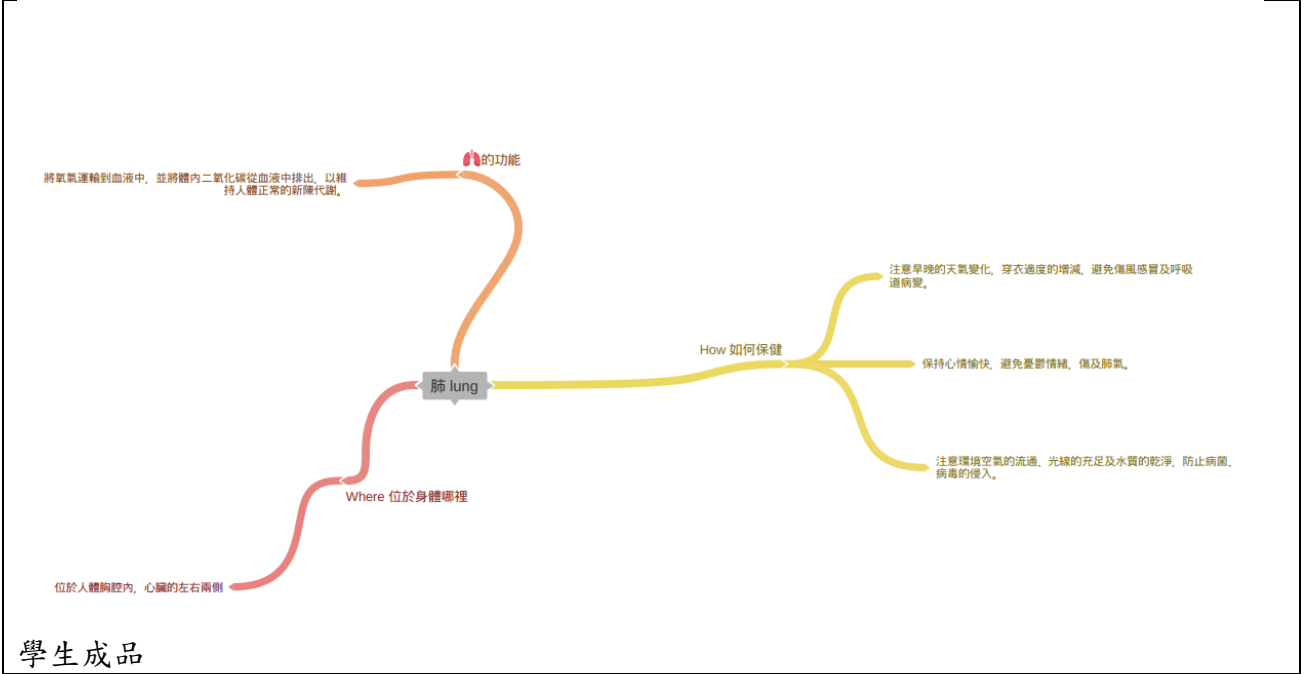 🫁的功能
將氧氣運輸到血液中，並將體內二氧化碳從血液中排出，以維
持人體正常的新陳代謝。
注意早晚的天氣變化，穿衣適度的增減，避免傷風感冒及呼吸
道病變。
How 如何保健
保持心情愉快，避免憂鬱情緒，傷及肺氣。
肺 lung
注意環境空氣的流通、光線的充足及水質的乾淨，防止病菌、
病毒的侵入。
Where 位於身體哪裡
位於人體胸腔內，心臟的左右兩側
學生成品